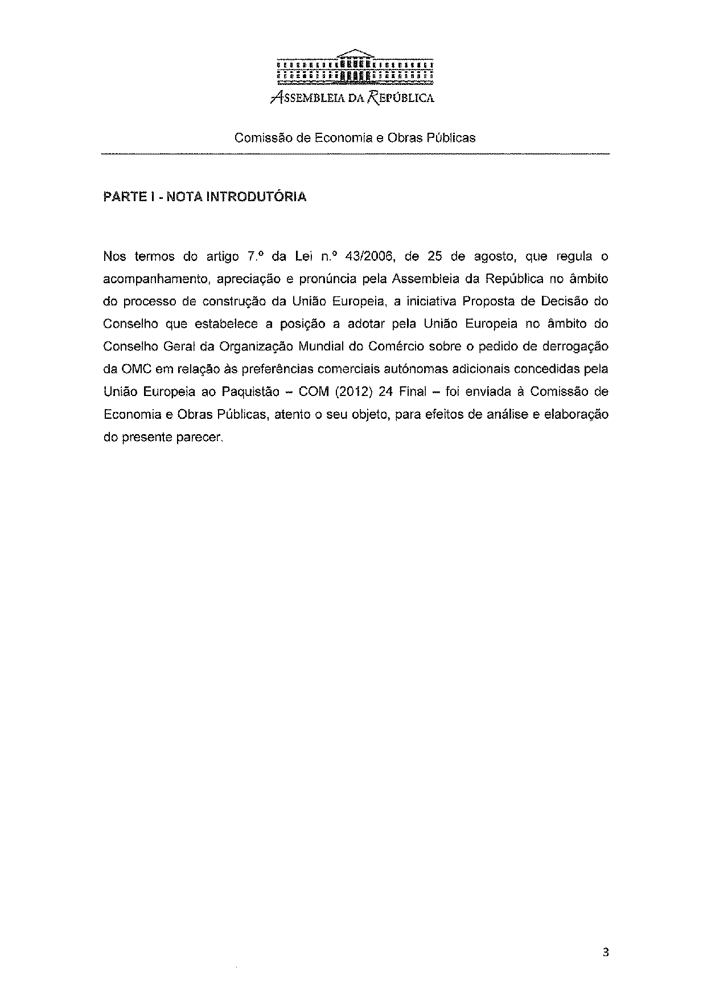 ASSEMBLEIA DA REPÚBLICA
Comissão de Economia e Obras Públicas
PARTE I - NOTA INTRODUTÓRIA
Nos termos do artigo 7.º da Lei n.º 43/2006, de 25 de agosto, que regula o
acompanhamento, apreciação e pronúncia pela Assembleia da República no âmbito
do processo de construção da União Europeia, a iniciativa Proposta de Decisão do
Conselho que estabelece a posição a adotar pela União Europeia no âmbito do
Conselho Geral da Organização Mundial do Comércio sobre o pedido de derrogação
da OMC em relação às preferências comerciais autónomas adicionais concedidas pela
União Europeia ao Paquistão – COM (2012) 24 Final – foi enviada à Comissão de
Economia e Obras Públicas, atento o seu objeto, para efeitos de análise e elaboração
do presente parecer.
3